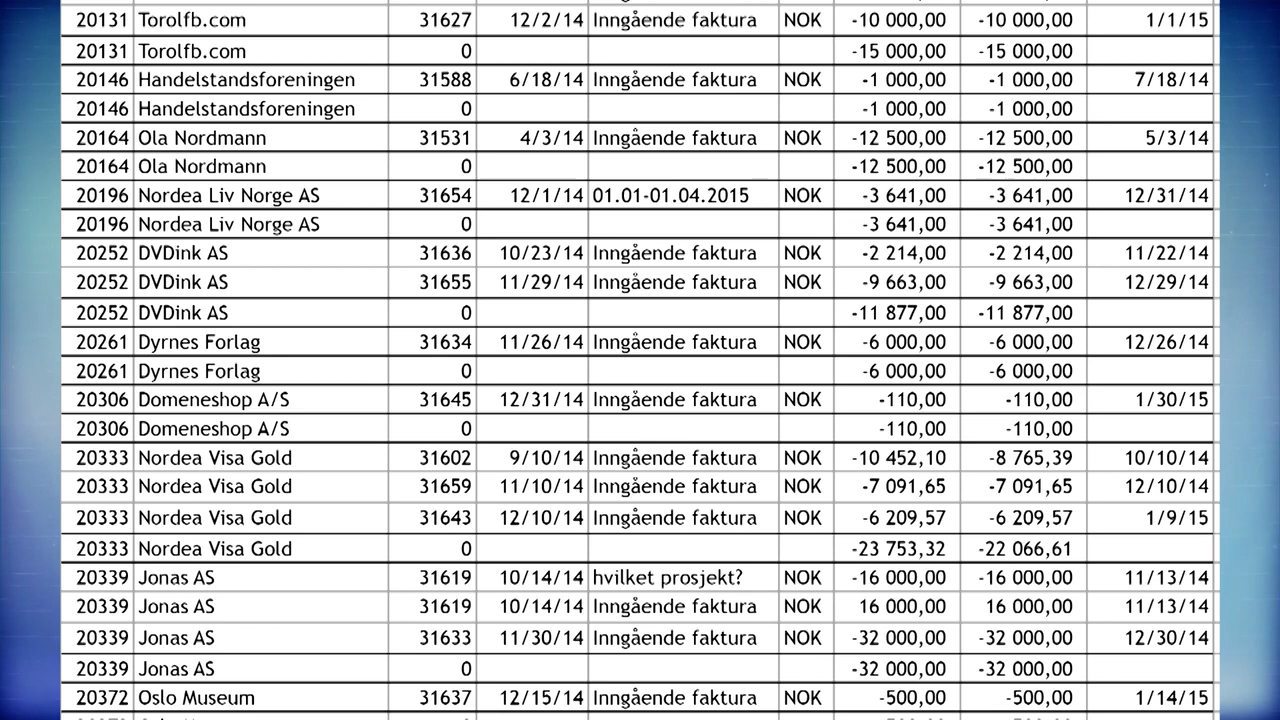 20131 Torolfb.com 31627 12/2/14 Inngående faktura NOK -10 000,00 -10 000,00 1/1/15
20131 Torolfb.com 0 -15 000,00 -15 000,00
20146 Handelstandsforeningen 31588 6/18/14 Inngående faktura NOK -1 000,00 -1 000,00 7/18/14
20146 Handelstandsforeningen 0 -1 000,00 -1 000,00
20164 Ola Nordmann 31531 4/3/14 Inngående faktura NOK -12 500,00 -12 500,00 5/3/14
20164 Ola Nordmann 0 -12 500,00 -12 500,00
20196 Nordea Liv Norge AS 31654 12/1/14 01.01-01.04.2015 NOK -3 641,00 -3 641,00 12/31/14
20196 Nordea Liv Norge AS 0 -3 641,00 -3 641,00
20252 DVDink AS 31636 10/23/14 Inngående faktura NOK -2 214,00 -2 214,00 11/22/14
20252 DVDink AS 31655 11/29/14 Inngående faktura NOK -9 663,00 -9 663,00 12/29/14
20252 DVDink AS 0 -11 877,00 -11 877,00
20261 Dyrnes Forlag 31634 11/26/14 Inngående faktura NOK -6 000,00 -6 000,00 12/26/14
20261 Dyrnes Forlag 0 -6 000,00 -6 000,00
20306 Domeneshop A/S 31645 12/31/14 Inngående faktura NOK -110,00 -110,00 1/30/15
20306 Domeneshop A/S 0 -110,00 -110,00
20333 Nordea Visa Gold 31602 9/10/14 Inngående faktura NOK -10 452,10 -8 765,39 10/10/14
20333 Nordea Visa Gold 31659 11/10/14 Inngående faktura NOK -7 091,65 -7 091,65 12/10/14
20333 Nordea Visa Gold 31643 12/10/14 Inngående faktura NOK -6 209,57 -6 209,57 1/9/15
20333 Nordea Visa Gold 0 -23 753,32 -22 066,61
20339 Jonas AS 31619 10/14/14 hvilket prosjekt? NOK -16 000,00 -16 000,00 11/13/14
20339 Jonas AS 31619 10/14/14 Inngående faktura NOK 16 000,00 16 000,00 11/13/14
20339 Jonas AS 31633 11/30/14 Inngående faktura NOK -32 000,00 -32 000,00 12/30/14
20339 Jonas AS 0 -32 000,00 -32 000,00
20372 Oslo Museum 31637 12/15/14 Inngående faktura NOK -500,00 -500,00 1/14/15